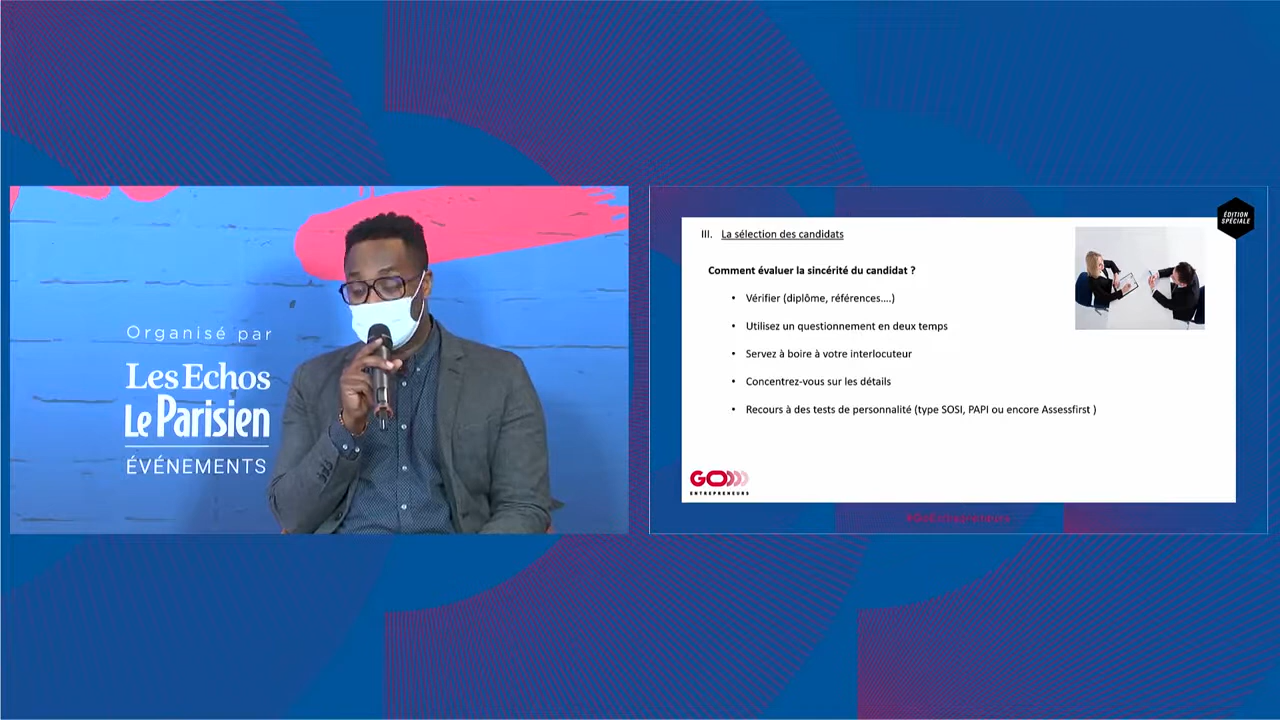 Organisé par
Les Echos
Le Parisien
ÉVÉNEMENTS
ÉDITION
SPÉCIALE
III. La sélection des candidats
Comment évaluer la sincérité du candidat ?
• Vérifier (diplôme, références….)
• Utilisez un questionnement en deux temps
• Servez à boire à votre interlocuteur
• Concentrez-vous sur les détails
• Recours à des tests de personnalité (type SOSI, PAPI ou encore Assessfirst )
GO
ENTREPRENEURS
#GoEntrepreneurs